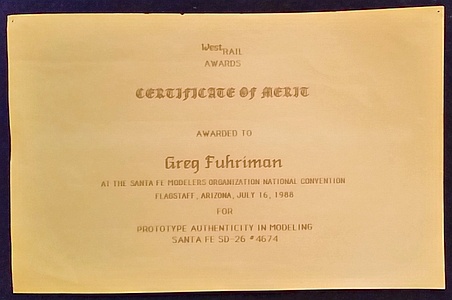 West RAIL
AWARDS
CERTIFICATE OF MERIT
AWARDED TO
Greg Fuhriman
AT THE SANTA FE MODELERS ORGANIZATION NATIONAL CONVENTION
FLAGSTAFF, ARIZONA, JULY 16, 1988
FOR
PROTOTYPE AUTHENTICITY IN MODELING
SANTA FE SD-26 #4674